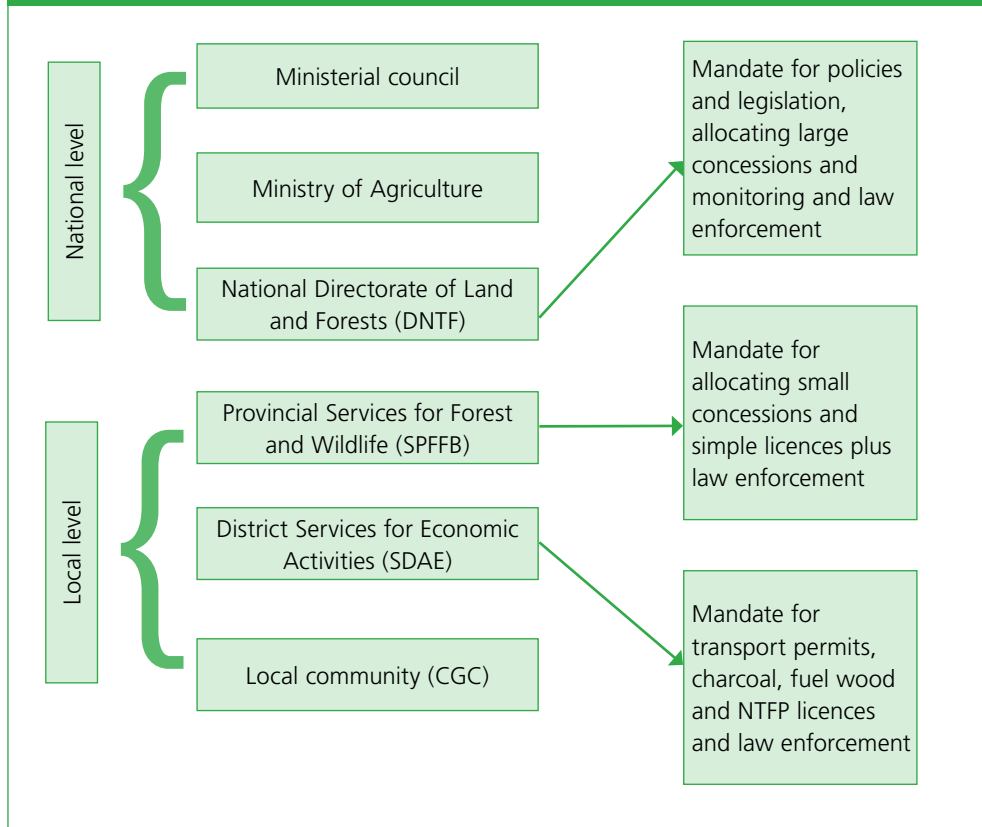 National level
Ministerial council
Ministry of Agriculture
National Directorate of Land
and Forests (DNTF)
Mandate for policies
and legislation,
allocating large
concessions and
monitoring and law
enforcement
Local level
Provincial Services for Forest
and Wildlife (SPFFB)
Mandate for
allocating small
concessions and
simple licences plus
law enforcement
District Services for Economic
Activities (SDAE)
Mandate for
transport permits,
charcoal, fuel wood
and NTFP licences
and law enforcement
Local community (CGC)